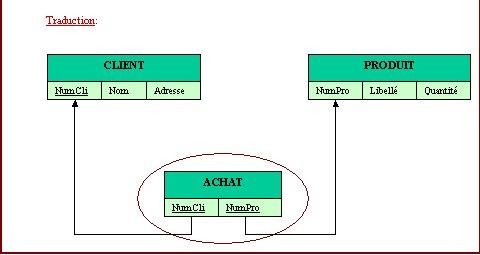 Traduction:
CLIENT
NumCli Nom Adresse
PRODUIT
NumPro Libellé Quantité
ACHAT
NumCli NumPro